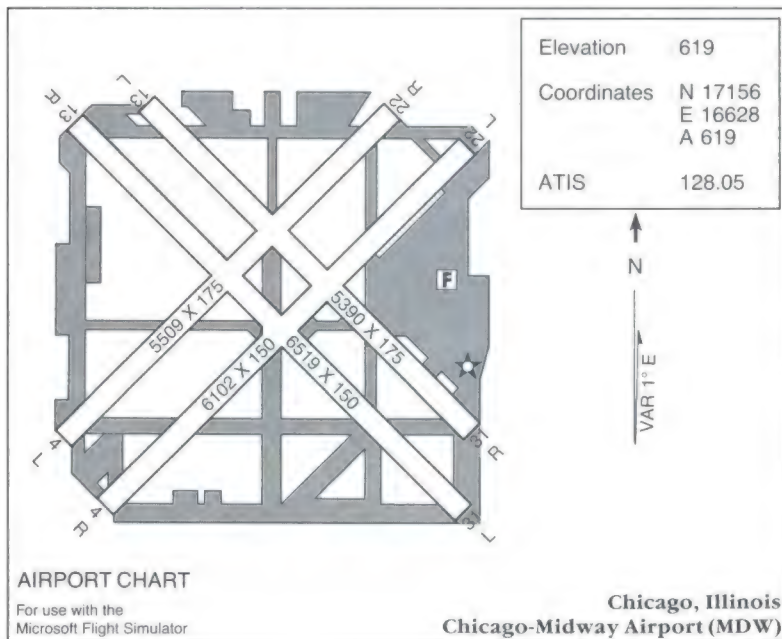 Elevation 619
Coordinates N 17156
E 16628
A 619
ATIS 128.05
N
VAR 1° E
13 R
13 L
22 R
22 L
F
5509 X 175
5390 X 175
6102 X 150
6519 X 150
4 L
4 R
31 R
31 L
AIRPORT CHART
For use with the
Microsoft Flight Simulator
Chicago, Illinois
Chicago-Midway Airport (MDW)